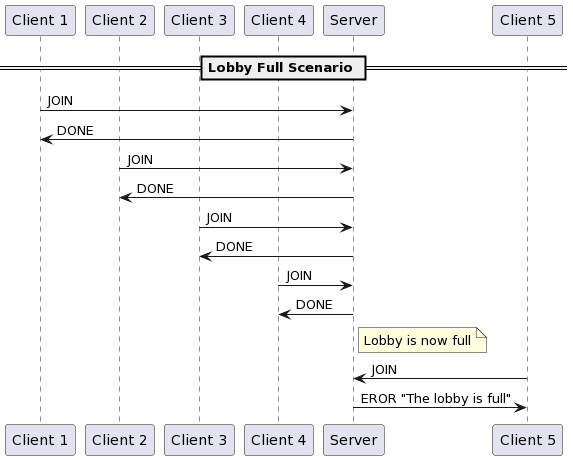 Client 1 Client 2 Client 3 Client 4 Server Client 5
Lobby Full Scenario
JOIN
DONE
JOIN
DONE
JOIN
DONE
JOIN
DONE
Lobby is now full
JOIN
EROR "The lobby is full"
Client 1 Client 2 Client 3 Client 4 Server Client 5